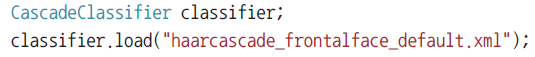 CascadeClassifier classifier;
classifier.load("haarcascade_frontalface_default.xml");